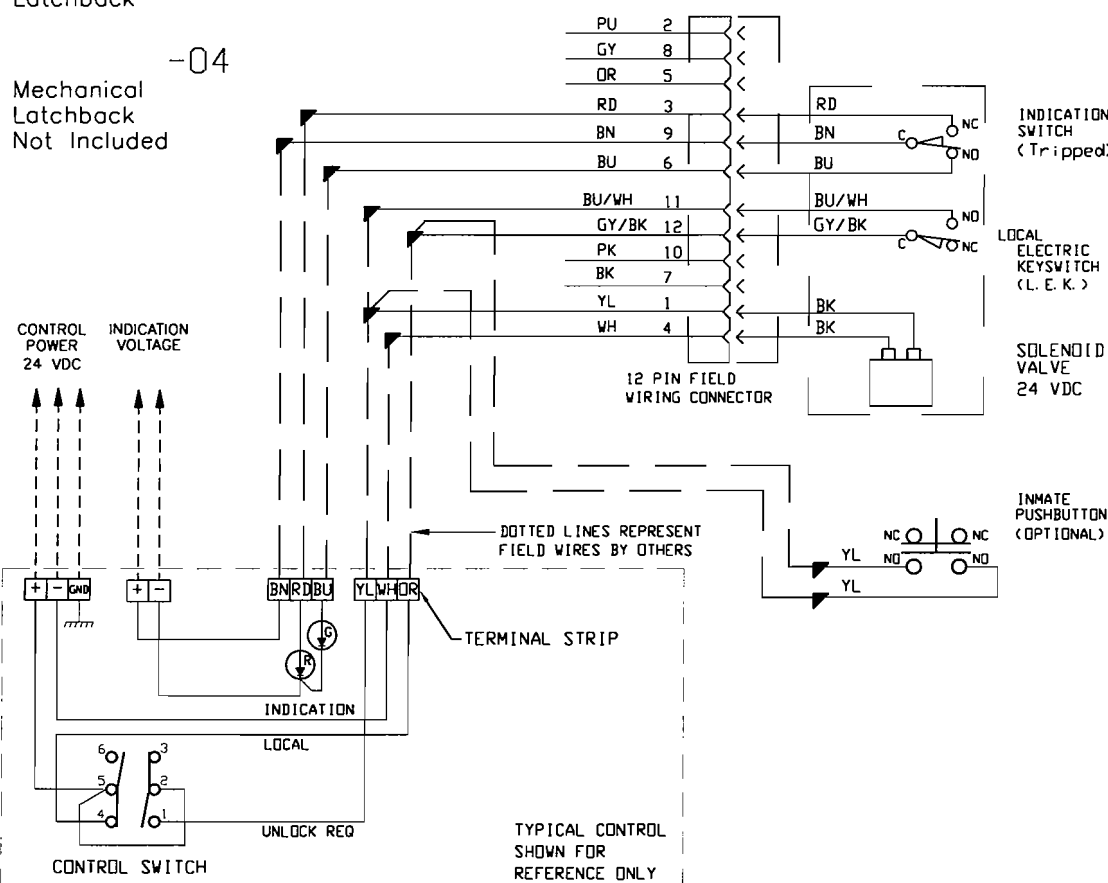 Latchback
-04
Mechanical
Latchback
Not Included
PU 2
GY 8
OR 5
RD 3 RD
BN 9 BN
BU 6 BU
BU/WH 11 BU/WH
GY/BK 12 GY/BK
PK 10
BK 7
YL 1 BK
WH 4 BK
C NC
NO
INDICATION
SWITCH
(Tripped)
NO
C NC
LOCAL
ELECTRIC
KEYSWITCH
(L. E. K. )
SOLENOID
VALVE
24 VDC
12 PIN FIELD
WIRING CONNECTOR
CONTROL
POWER
24 VDC
INDICATION
VOLTAGE
INMATE
PUSHBUTTON
(OPTIONAL)
NC NC
NO NO
YL
YL
DOTTED LINES REPRESENT
FIELD WIRES BY OTHERS
+ - GND + - BN RD BU YL WH OR
TERMINAL STRIP
G
R
INDICATION
LOCAL
6 3
5 2
4 1
UNLOCK REQ
CONTROL SWITCH
TYPICAL CONTROL
SHOWN FOR
REFERENCE ONLY